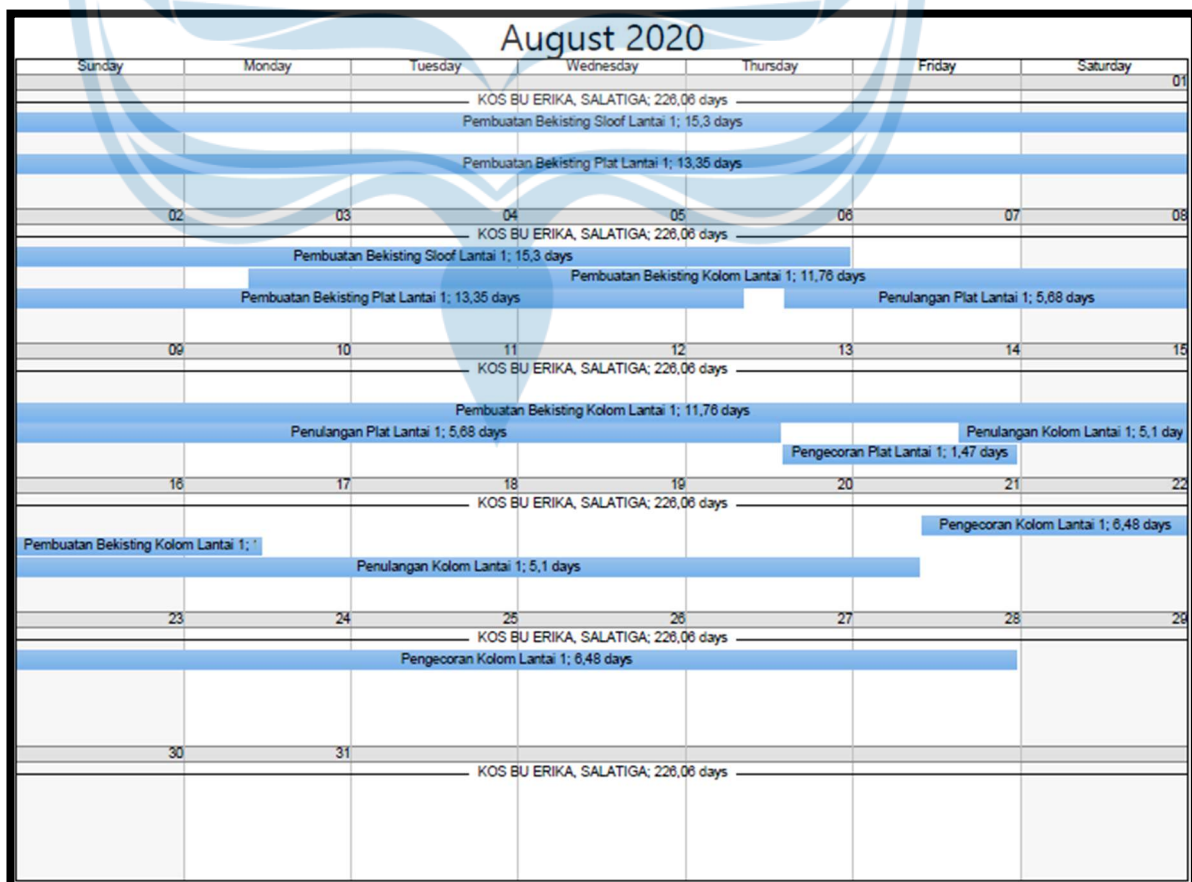 August 2020
Sunday Monday Tuesday Wednesday Thursday Friday Saturday
01
KOS BU ERIKA, SALATIGA; 226,06 days
Pembuatan Bekisting Sloof Lantai 1; 15,3 days
Pembuatan Bekisting Plat Lantai 1; 13,35 days
02 03 04 05 06 07 08
KOS BU ERIKA, SALATIGA; 226,06 days
Pembuatan Bekisting Sloof Lantai 1; 15,3 days
Pembuatan Bekisting Kolom Lantai 1; 11,76 days
Pembuatan Bekisting Plat Lantai 1; 13,35 days Penulangan Plat Lantai 1; 5,68 days
09 10 11 12 13 14 15
KOS BU ERIKA, SALATIGA; 226,06 days
Pembuatan Bekisting Kolom Lantai 1; 11,76 days
Penulangan Plat Lantai 1; 5,68 days Penulangan Kolom Lantai 1; 5,1 day
Pengecoran Plat Lantai 1; 1,47 days
16 17 18 19 20 21 22
KOS BU ERIKA, SALATIGA; 226,06 days
Pengecoran Kolom Lantai 1; 6,48 days
Pembuatan Bekisting Kolom Lantai 1;
Penulangan Kolom Lantai 1; 5,1 days
23 24 25 26 27 28 29
KOS BU ERIKA, SALATIGA; 226,06 days
Pengecoran Kolom Lantai 1; 6,48 days
30 31
KOS BU ERIKA, SALATIGA; 226,06 days